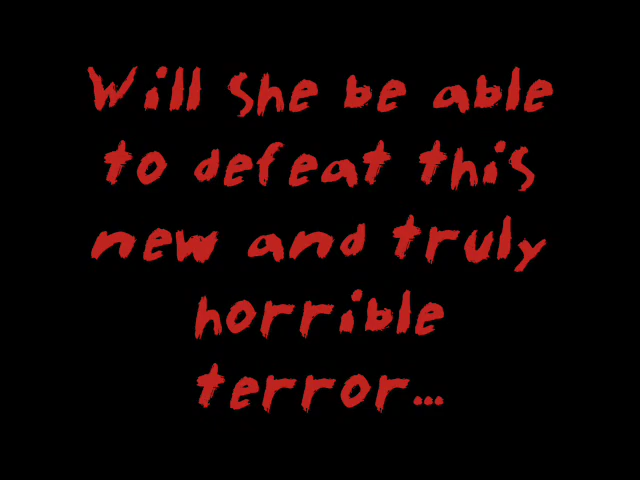 Will She be able
to defeat this
new and truly
horrible
terror...